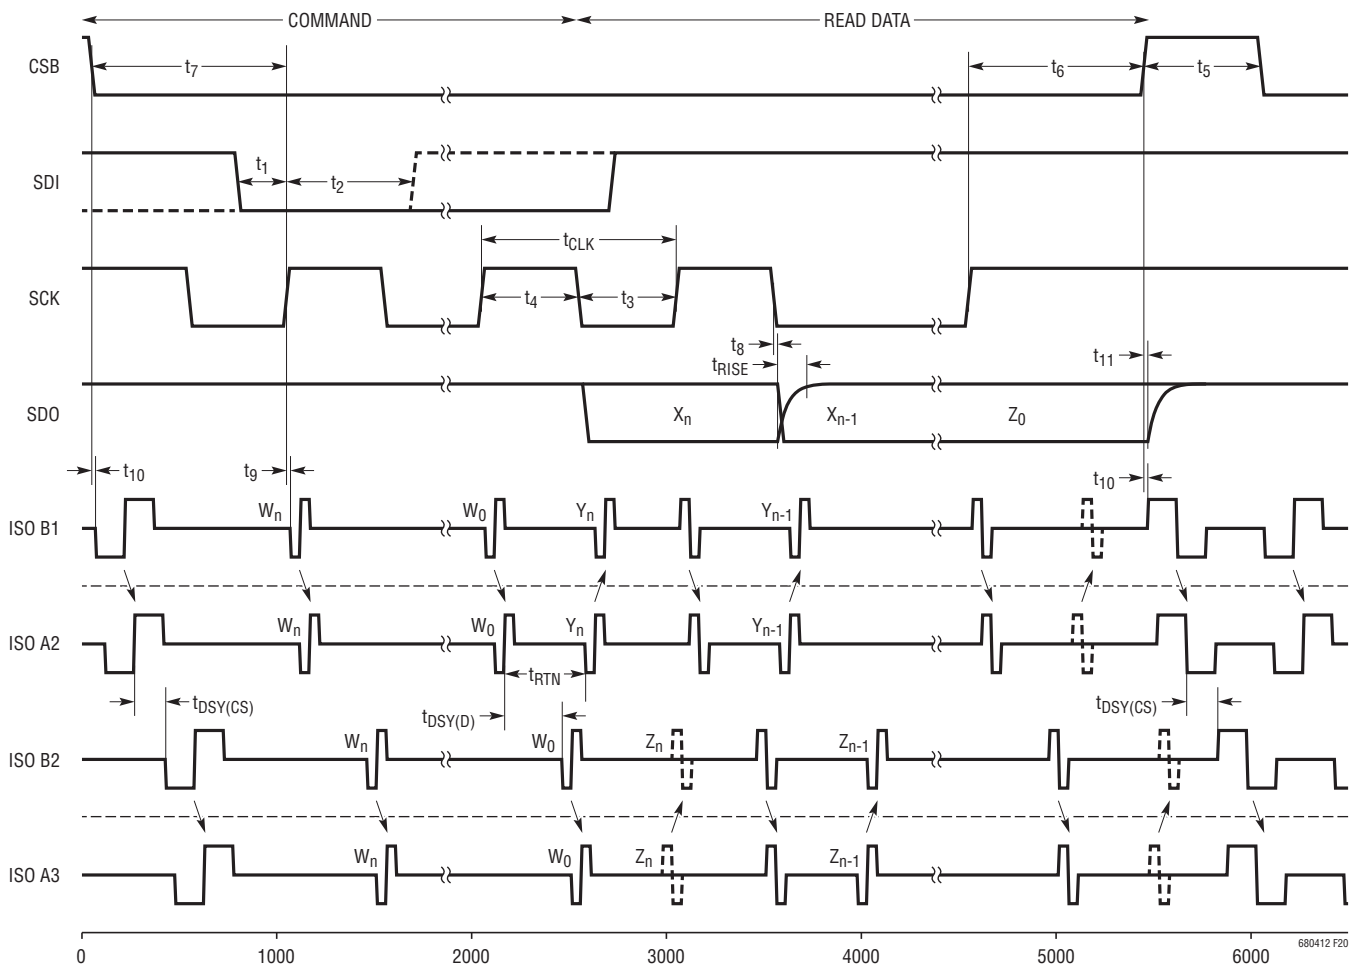 COMMAND READ DATA
CSB t7 t6 t5
SDI t1 t2
tCLK
SCK t4 t3
t8
tRISE t11
SDO Xn Xn-1 Z0
t10 t9 t10
Wn W0 Yn Yn-1
ISO B1
Wn W0 Yn Yn-1
ISO A2
tRTN
tDSY(CS) tDSY(D) tDSY(CS)
Wn W0 Zn Zn-1
ISO B2
Wn W0 Zn Zn-1
ISO A3
680412 F20
0 1000 2000 3000 4000 5000 6000